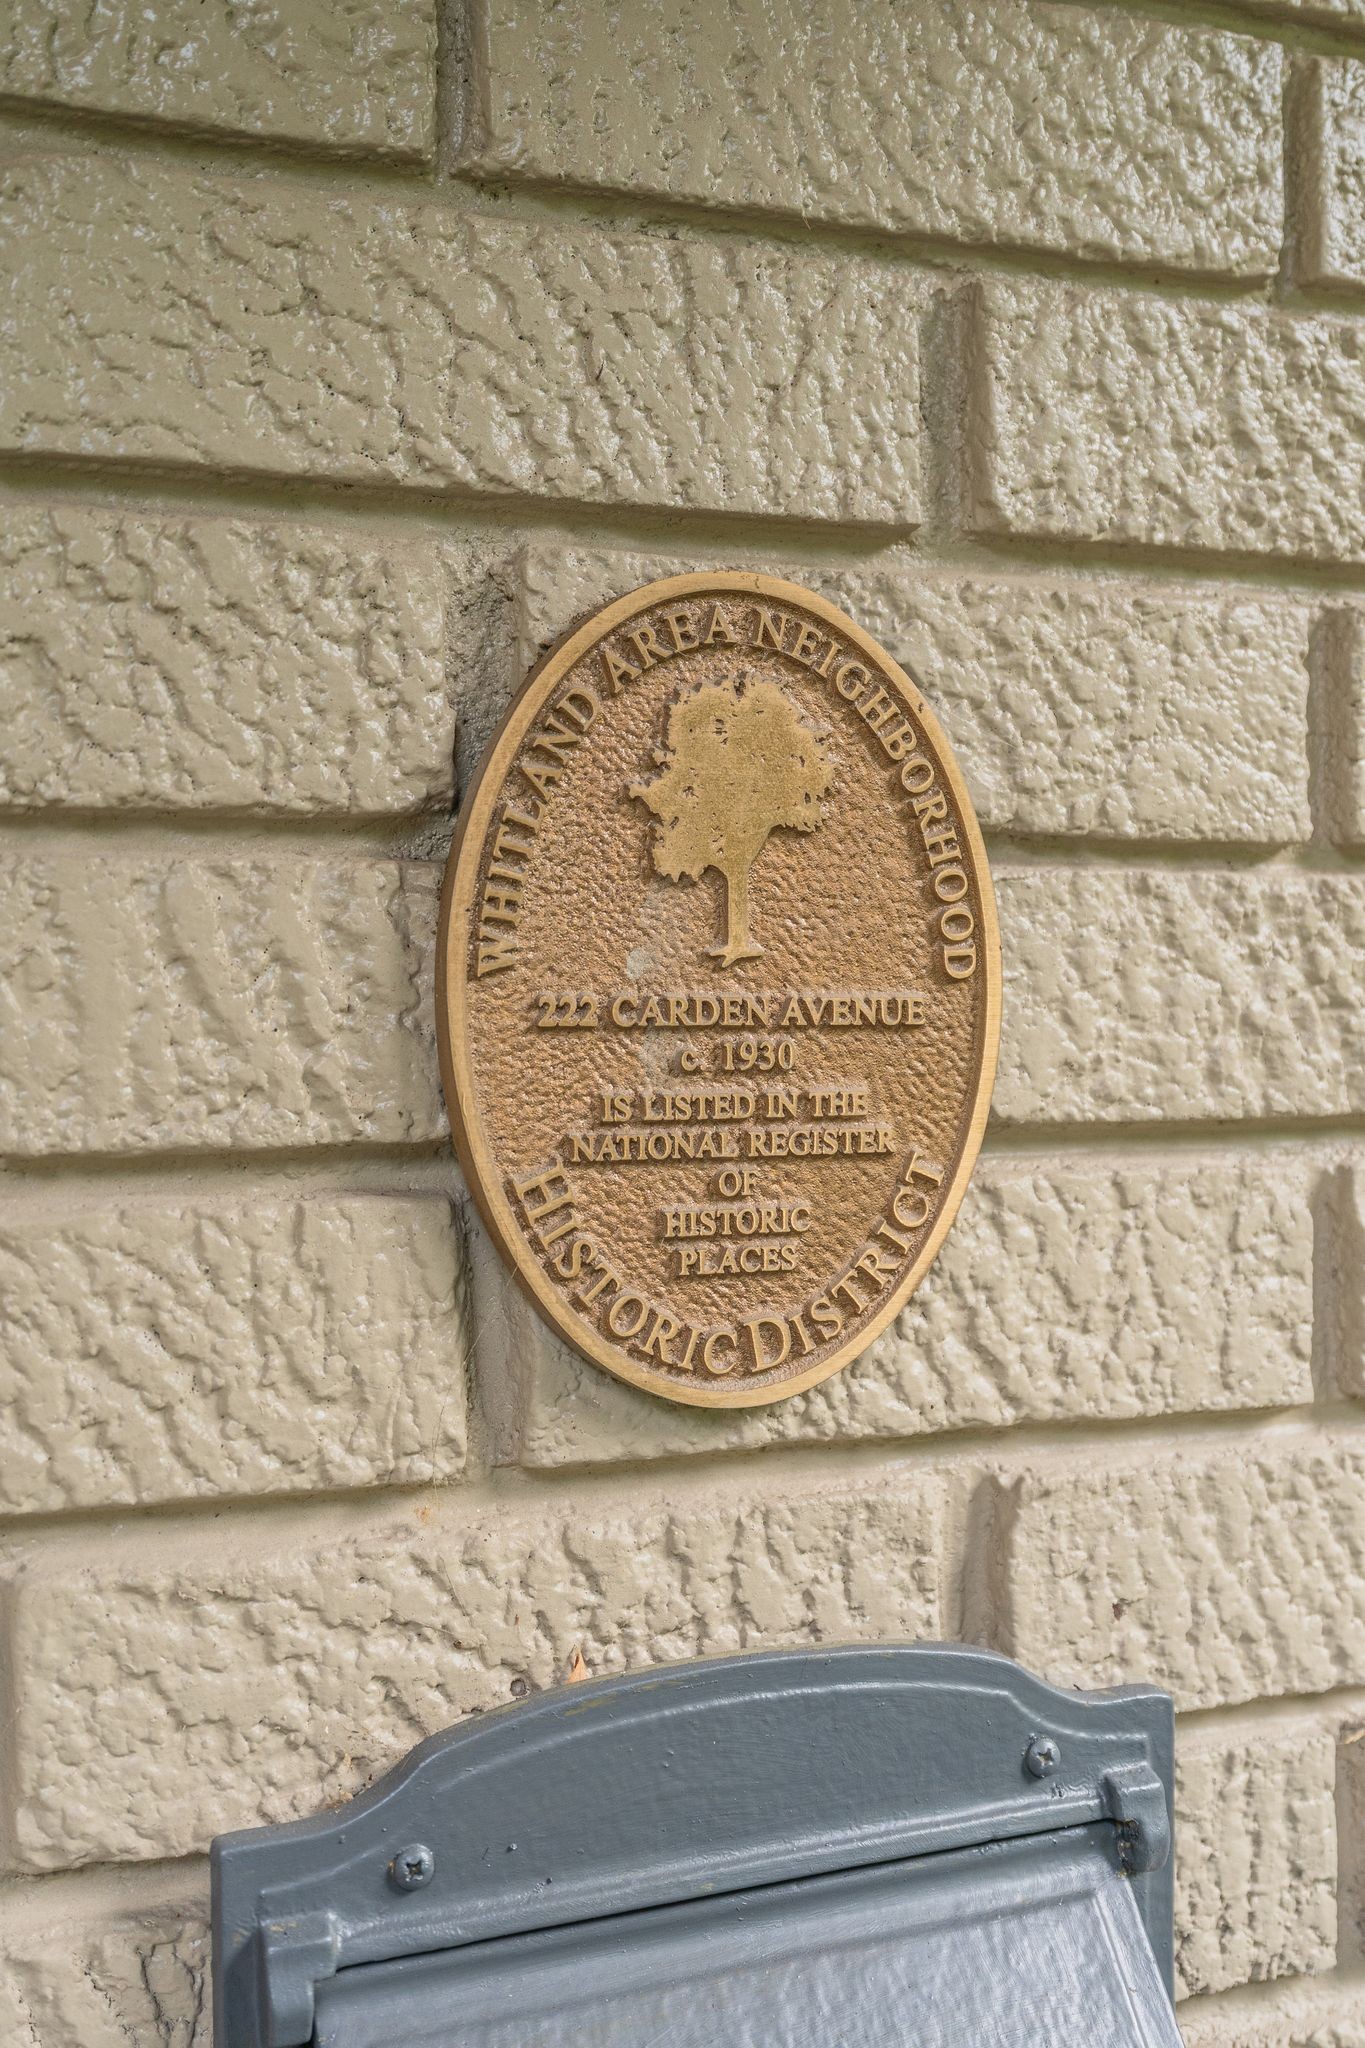 WHITLAND AREA NEIGHBORHOOD
222 CARDEN AVENUE
c. 1930
IS LISTED IN THE
NATIONAL REGISTER
OF
HISTORIC
PLACES
HISTORIC DISTRICT